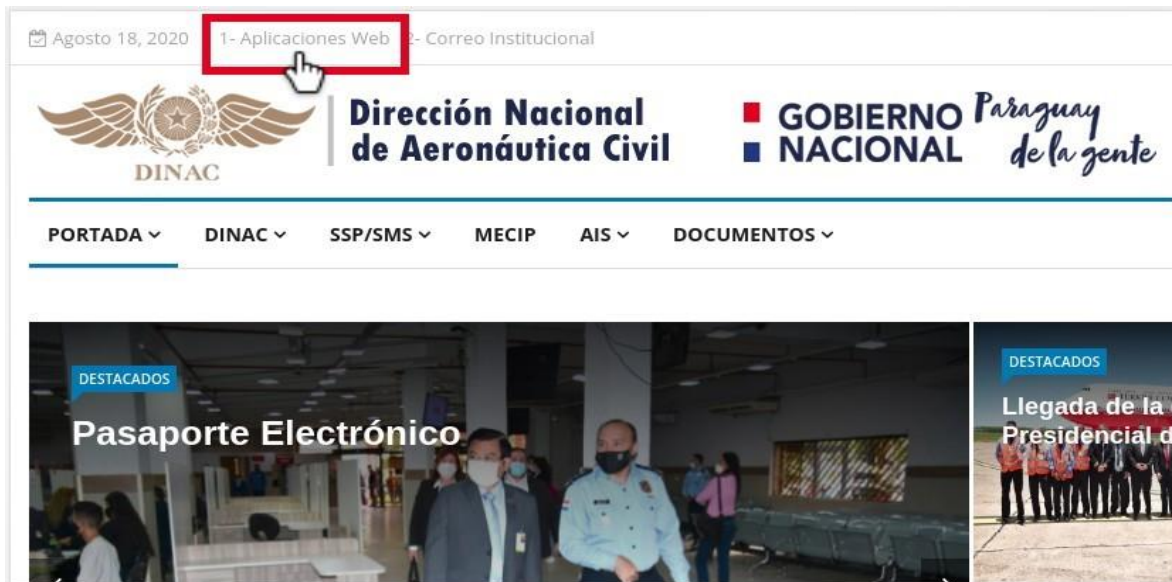 Agosto 18, 2020 1- Aplicaciones Web 2- Correo Institucional
DINAC
Dirección Nacional
de Aeronáutica Civil
GOBIERNO
NACIONAL
Paraguay
de la gente
PORTADA DINAC SSP/SMS MECIP AIS DOCUMENTOS
DESTACADOS
Pasaporte Electrónico
DESTACADOS
Llegada de la
Presidencial d